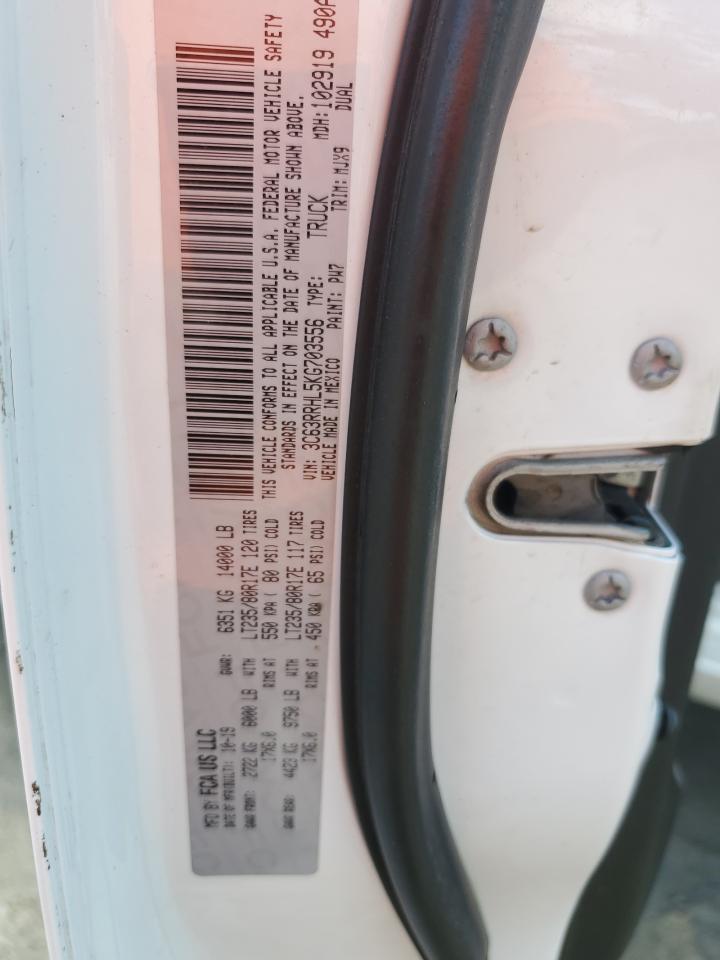 MFD BY FCA US LLC
DATE OF MFR(BUILT): 10-19 GVWR: 6351 KG 14000 LB
GAWR FRONT: 2722 KG 6000 LB WITH LT235/80R17E 120 TIRES
17X6.0 RIMS AT 550 KPA ( 80 PSI) COLD
GAWR REAR: 4423 KG 9750 LB WITH LT235/80R17E 117 TIRES
17X6.0 RIMS AT 450 KPA ( 65 PSI) COLD
THIS VEHICLE CONFORMS TO ALL APPLICABLE U.S.A. FEDERAL MOTOR VEHICLE SAFETY
STANDARDS IN EFFECT ON THE DATE OF MANUFACTURE SHOWN ABOVE.
VIN: 3C63RRHL5KG703556 TYPE: TRUCK MDH: 102919 490
VEHICLE MADE IN MEXICO PAINT: PW7 TRIM: MJX9 DUAL